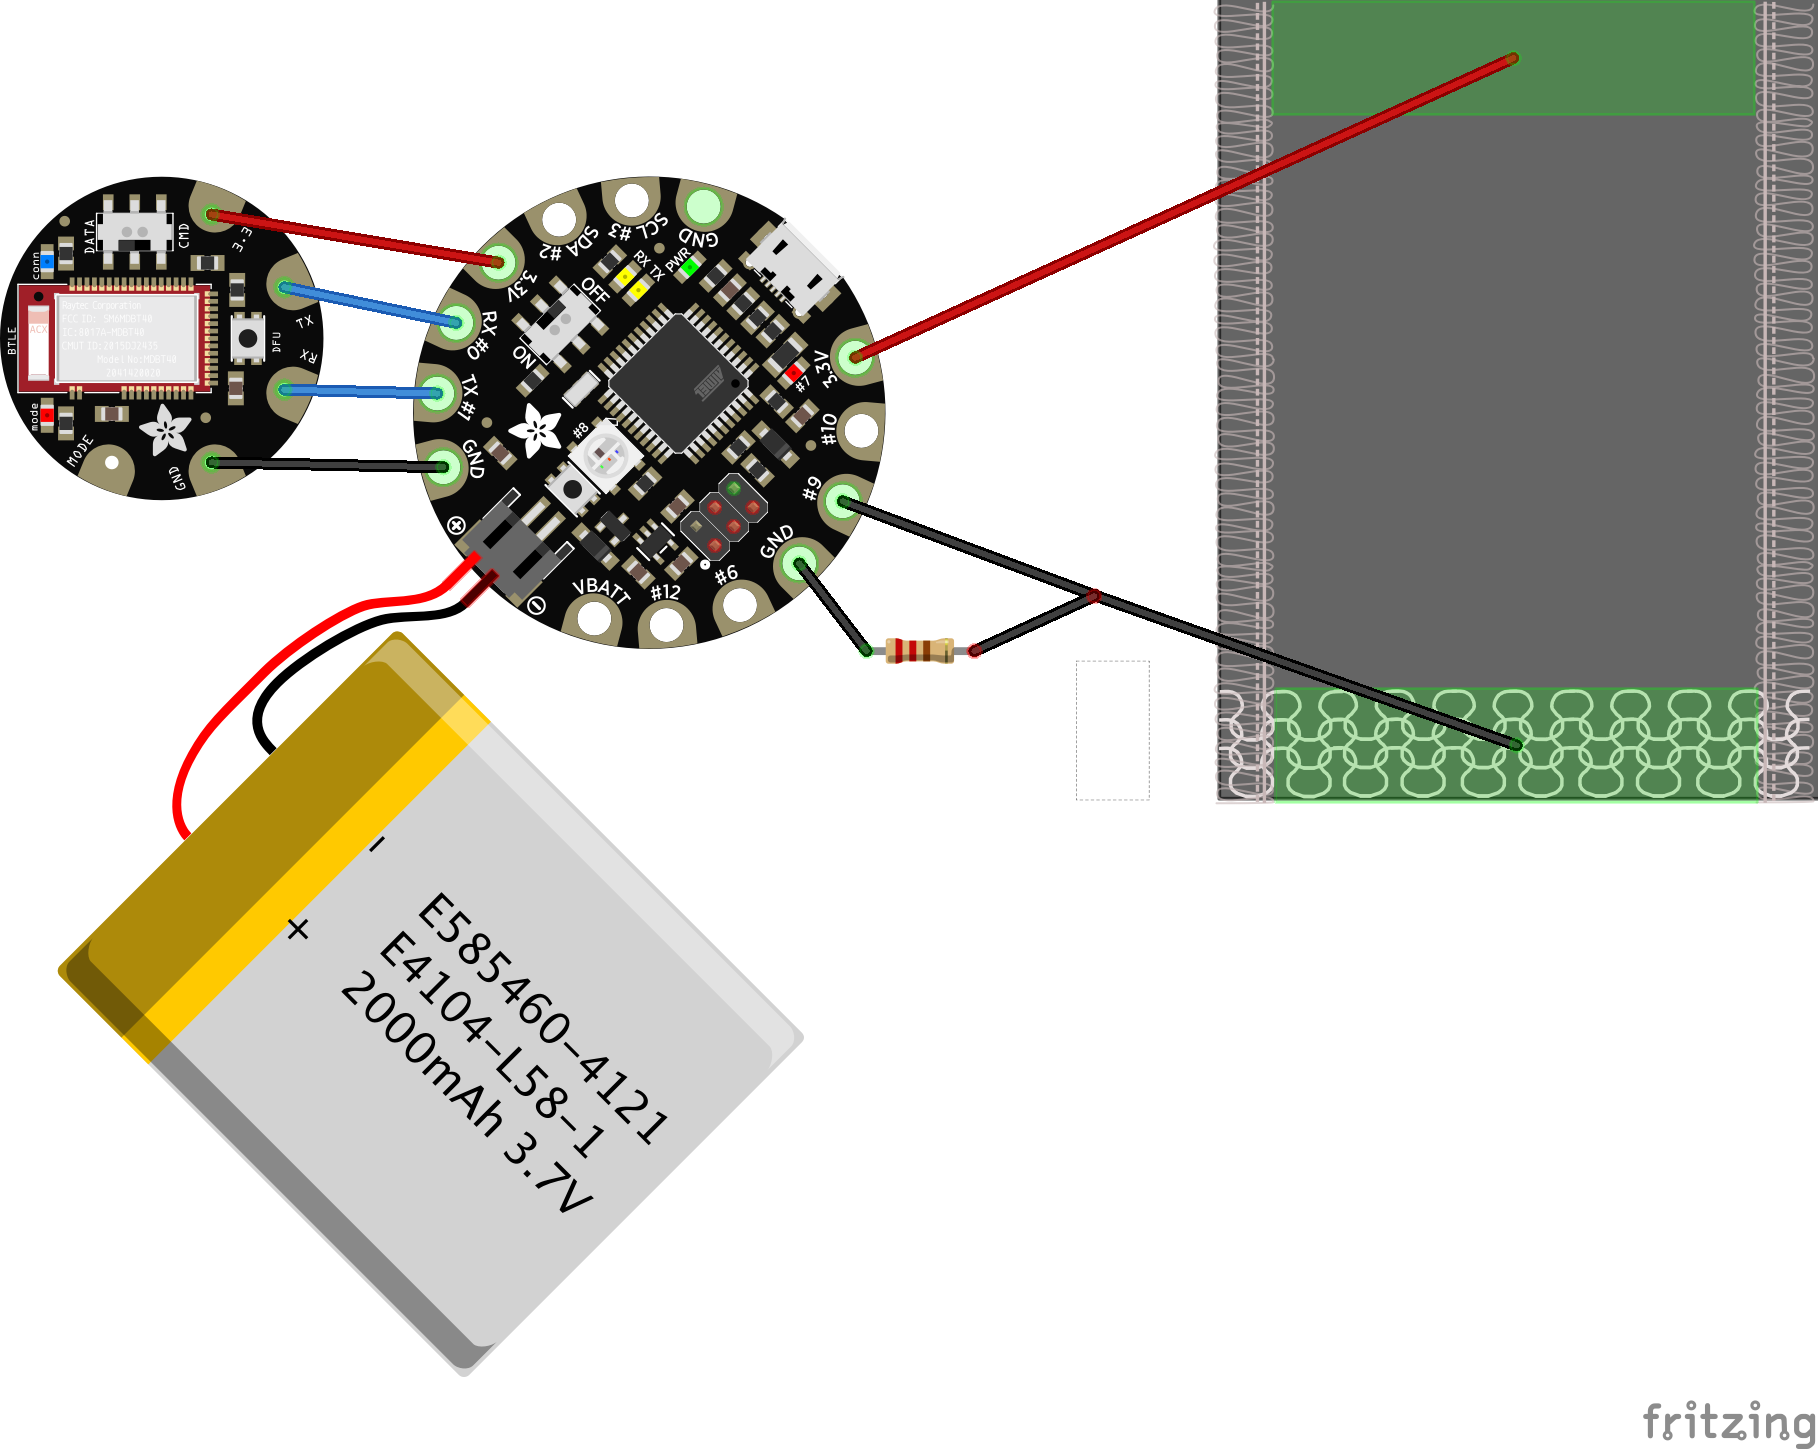 DATA
CMD
3.3
conn
Raytec Corporation
FCC ID: SH6MDBT40
IC:8017A-MDBT40
CMIIT ID:2015DJ2435
Model No:MDBT40
ACX
BTLE
TX
DFU
RX
mode
MODE
GND
SDA #2
SCL #3
GND
3.3V
RX #0
TX #1
GND
OFF
ON
RX TX
PWR
ATMEL
#7
#8
3.3V
#10
#9
GND
#6
#12
VBATT
+
-
-
+
E585460-4121
E4104-L58-1
2000mAh 3.7V
fritzing